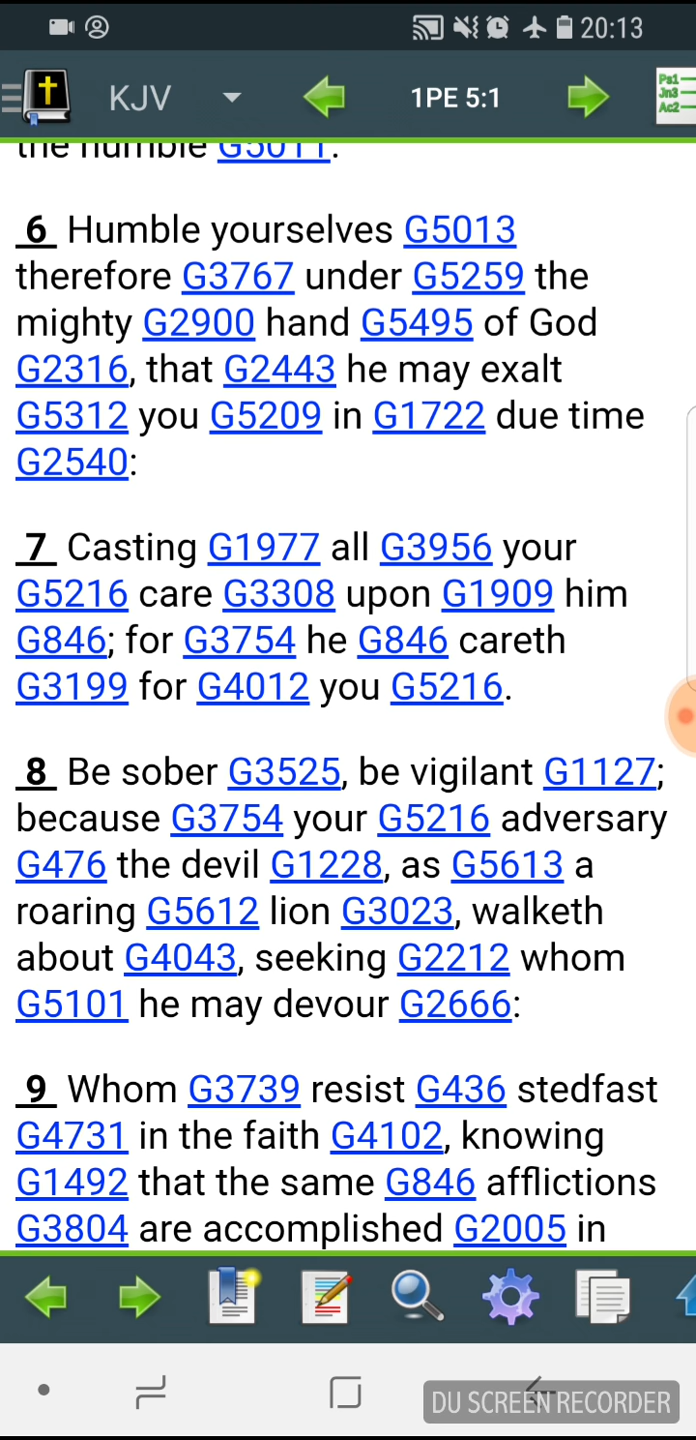 20:13
KJV 1PE 5:1
Ps1
Jn3
Ac2
the humble G5011.
6 Humble yourselves G5013
therefore G3767 under G5259 the
mighty G2900 hand G5495 of God
G2316, that G2443 he may exalt
G5312 you G5209 in G1722 due time
G2540:
7 Casting G1977 all G3956 your
G5216 care G3308 upon G1909 him
G846; for G3754 he G846 careth
G3199 for G4012 you G5216.
8 Be sober G3525, be vigilant G1127;
because G3754 your G5216 adversary
G476 the devil G1228, as G5613 a
roaring G5612 lion G3023, walketh
about G4043, seeking G2212 whom
G5101 he may devour G2666:
9 Whom G3739 resist G436 stedfast
G4731 in the faith G4102, knowing
G1492 that the same G846 afflictions
G3804 are accomplished G2005 in
DU SCREEN RECORDER